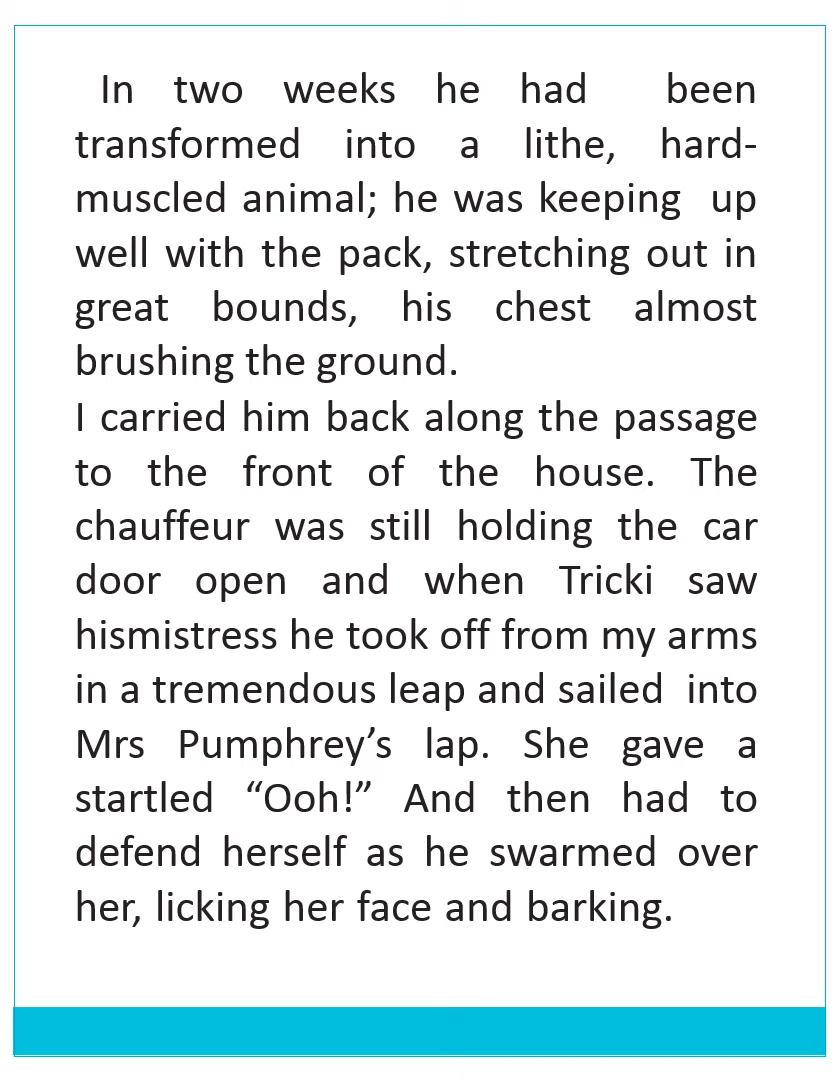 In two weeks he had been
transformed into a lithe, hard-
muscled animal; he was keeping up
well with the pack, stretching out in
great bounds, his chest almost
brushing the ground.
I carried him back along the passage
to the front of the house. The
chauffeur was still holding the car
door open and when Tricki saw
hismistress he took off from my arms
in a tremendous leap and sailed into
Mrs Pumphrey’s lap. She gave a
startled “Ooh!” And then had to
defend herself as he swarmed over
her, licking her face and barking.